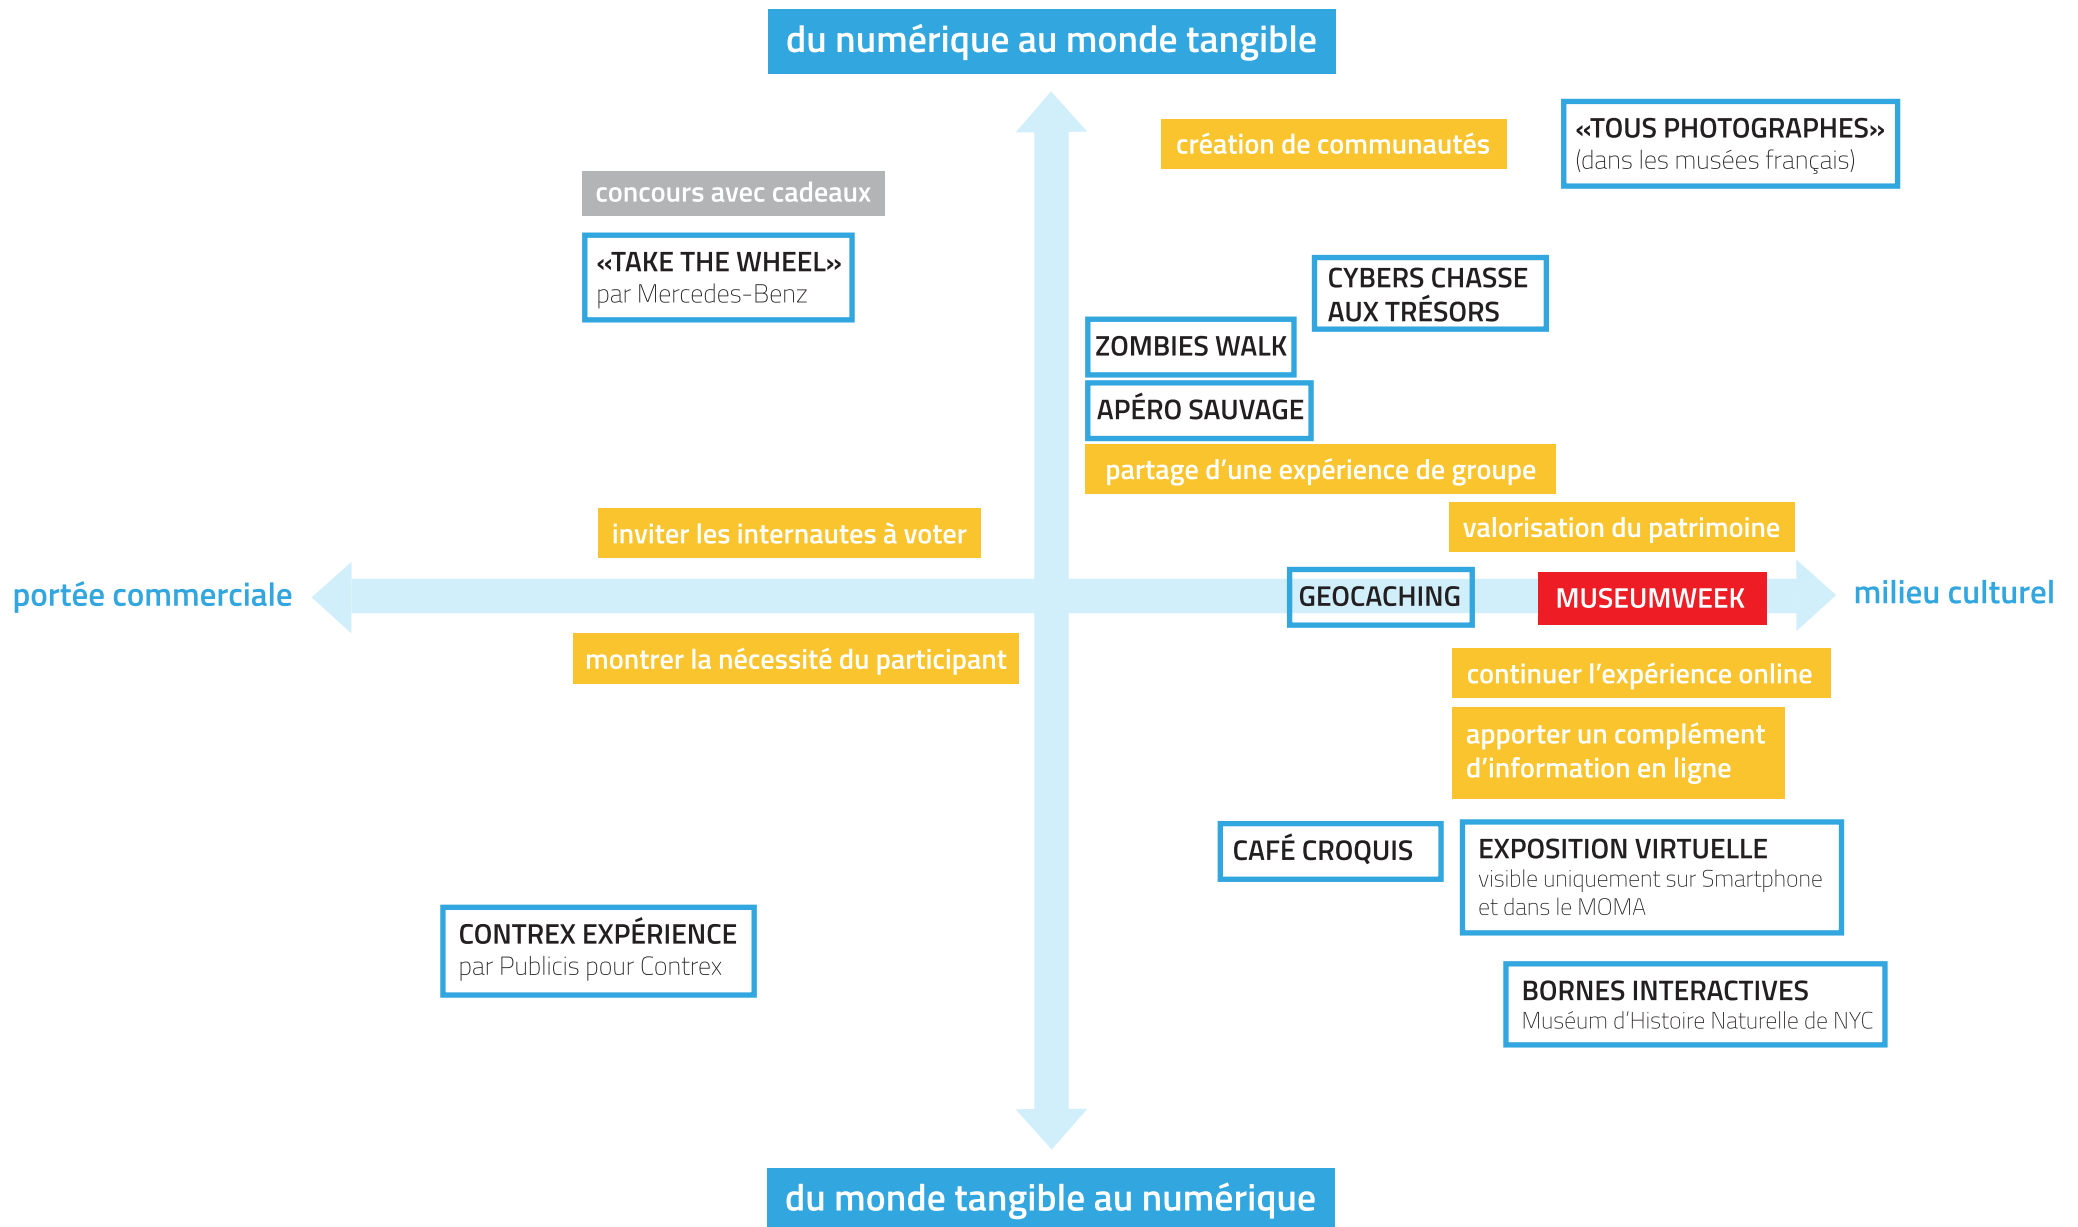 du numérique au monde tangible
création de communautés
«TOUS PHOTOGRAPHES»
(dans les musées français)
concours avec cadeaux
«TAKE THE WHEEL»
par Mercedes-Benz
CYBERS CHASSE
AUX TRÉSORS
ZOMBIES WALK
APÉRO SAUVAGE
partage d’une expérience de groupe
inviter les internautes à voter
valorisation du patrimoine
portée commerciale
GEOCACHING
MUSEUMWEEK
milieu culturel
montrer la nécessité du participant
continuer l’expérience online
apporter un complément
d’information en ligne
CAFÉ CROQUIS
EXPOSITION VIRTUELLE
visible uniquement sur Smartphone
et dans le MOMA
CONTREX EXPÉRIENCE
par Publicis pour Contrex
BORNES INTERACTIVES
Muséum d’Histoire Naturelle de NYC
du monde tangible au numérique